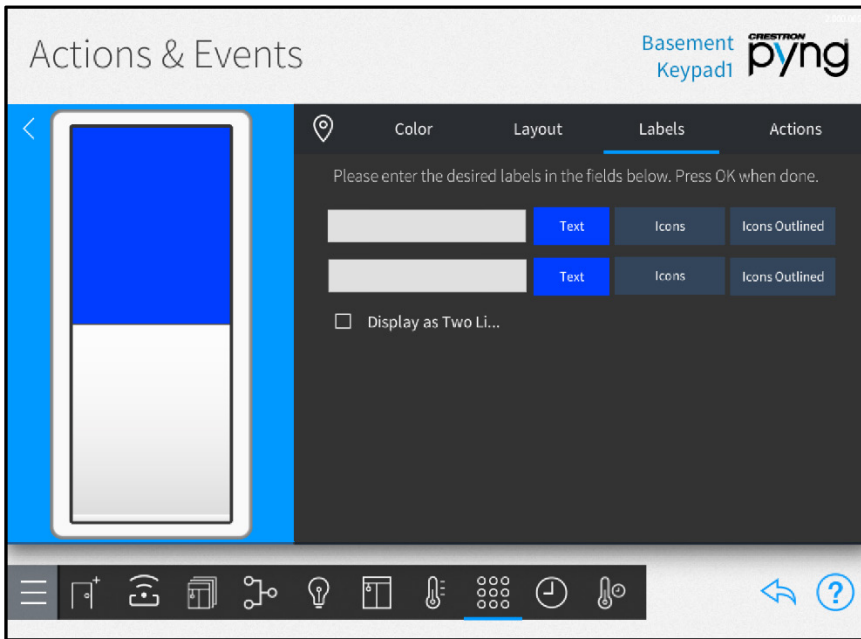 Actions & Events
Basement
Keypad1
CRESTRON
pyng
Color Layout Labels Actions
Please enter the desired labels in the fields below. Press OK when done.
Text Icons Icons Outlined
Text Icons Icons Outlined
Display as Two Li...
?